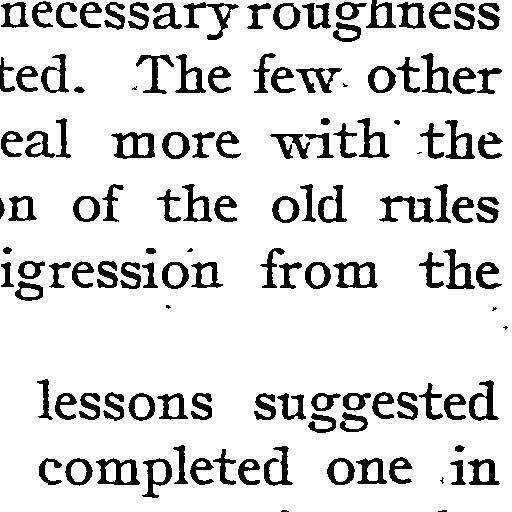 necessary roughness
ted. The few other
eal more with the
on of the old rules
igression from the
lessons suggested
completed one in